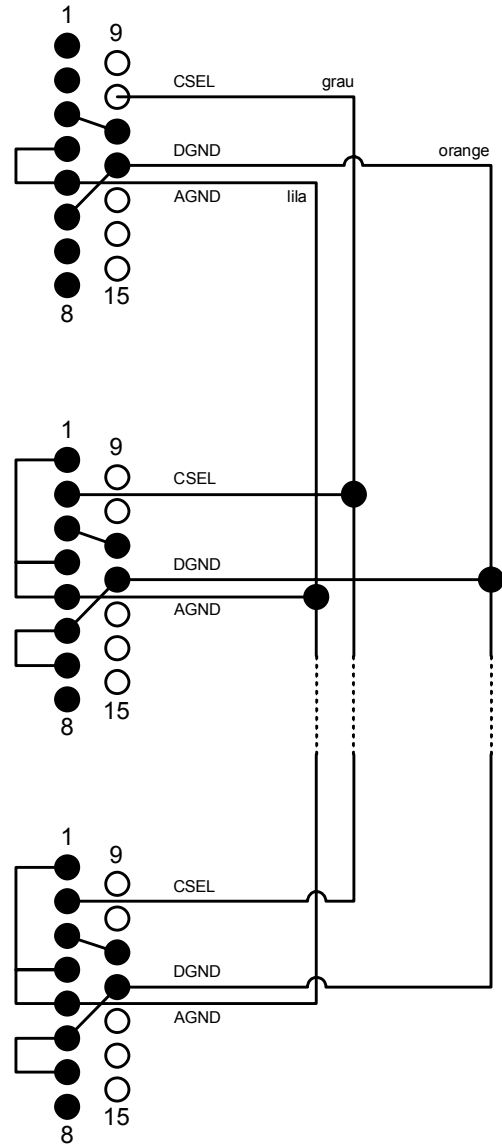 1
9
CSEL
grau
DGND
orange
AGND
lila
8
15
1
9
CSEL
DGND
AGND
8
15
1
9
CSEL
DGND
AGND
8
15